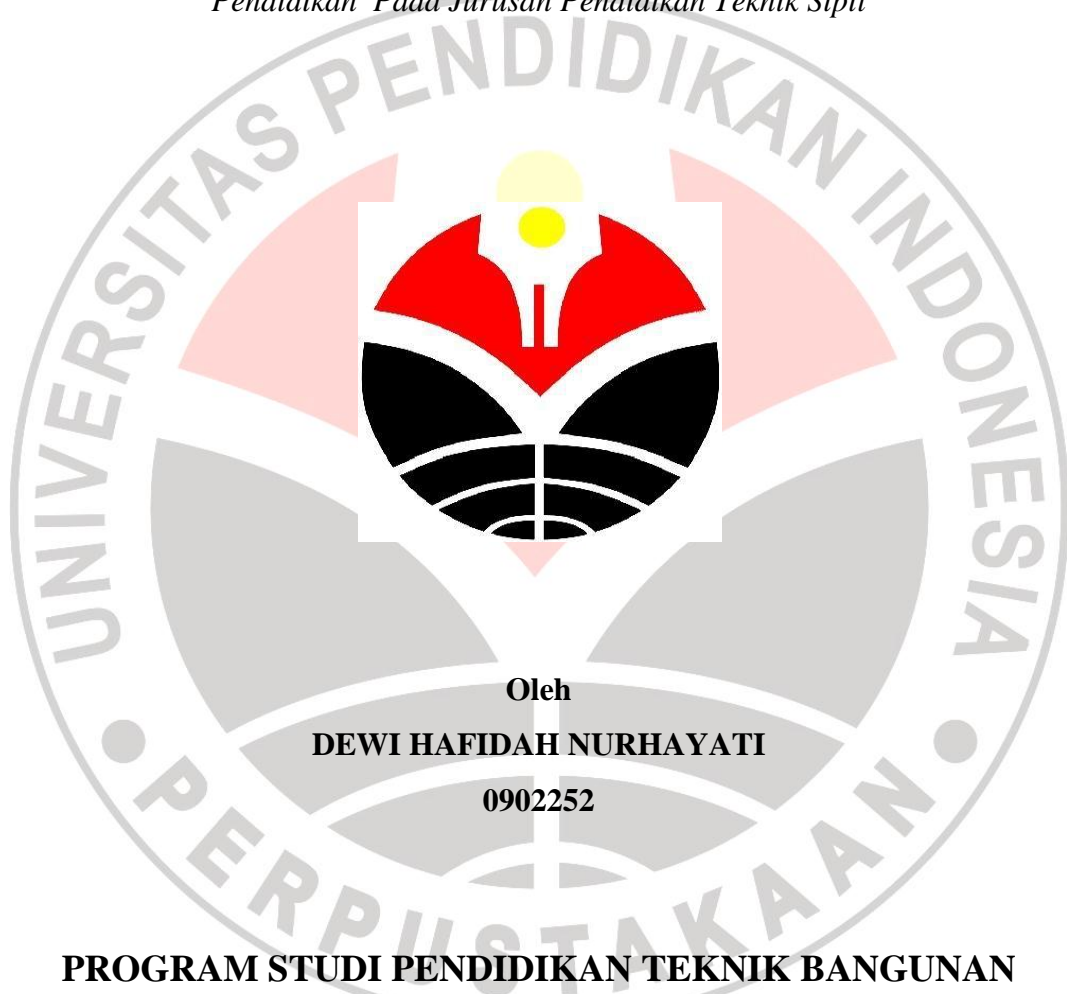 Pendidikan Pada Jurusan Pendidikan Teknik Sipil
UNIVERSITAS PENDIDIKAN INDONESIA
Oleh
DEWI HAFIDAH NURHAYATI
0902252
PERPUSTAKAAN
PROGRAM STUDI PENDIDIKAN TEKNIK BANGUNAN